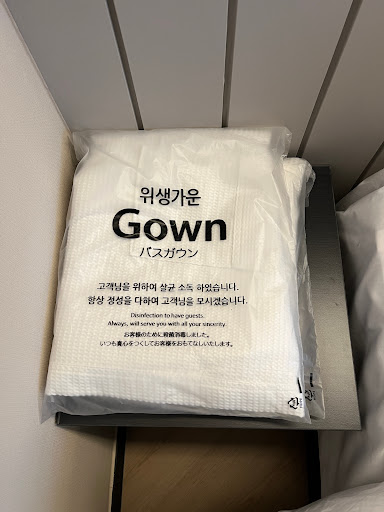 위생가운
Gown
バスガウン
고객님을 위하여 살균 소독 하였습니다.
항상 정성을 다하여 고객님을 모시겠습니다.
Disinfection to have guests.
Always, will serve you with all your sincerity.
お客様のために殺菌消毒しました。
いつも真心をつくしてお客様をおもてなしいたします。